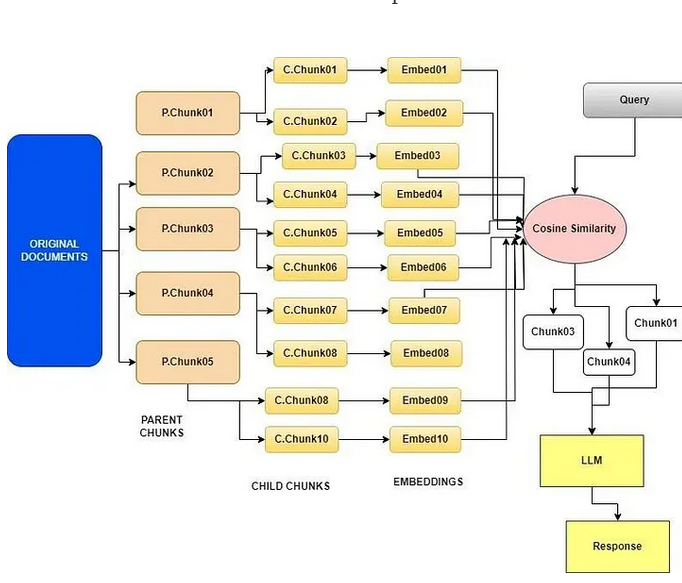 C.Chunk01
Embed01
Query
P.Chunk01
C.Chunk02
Embed02
P.Chunk02
C.Chunk03
Embed03
C.Chunk04
Embed04
P.Chunk03
C.Chunk05
Embed05
Cosine Similarity
ORIGINAL
DOCUMENTS
C.Chunk06
Embed06
P.Chunk04
C.Chunk07
Embed07
Chunk03
Chunk01
C.Chunk08
Embed08
Chunk04
P.Chunk05
C.Chunk08
Embed09
PARENT
CHUNKS
C.Chunk10
Embed10
LLM
CHILD CHUNKS
EMBEDDINGS
Response